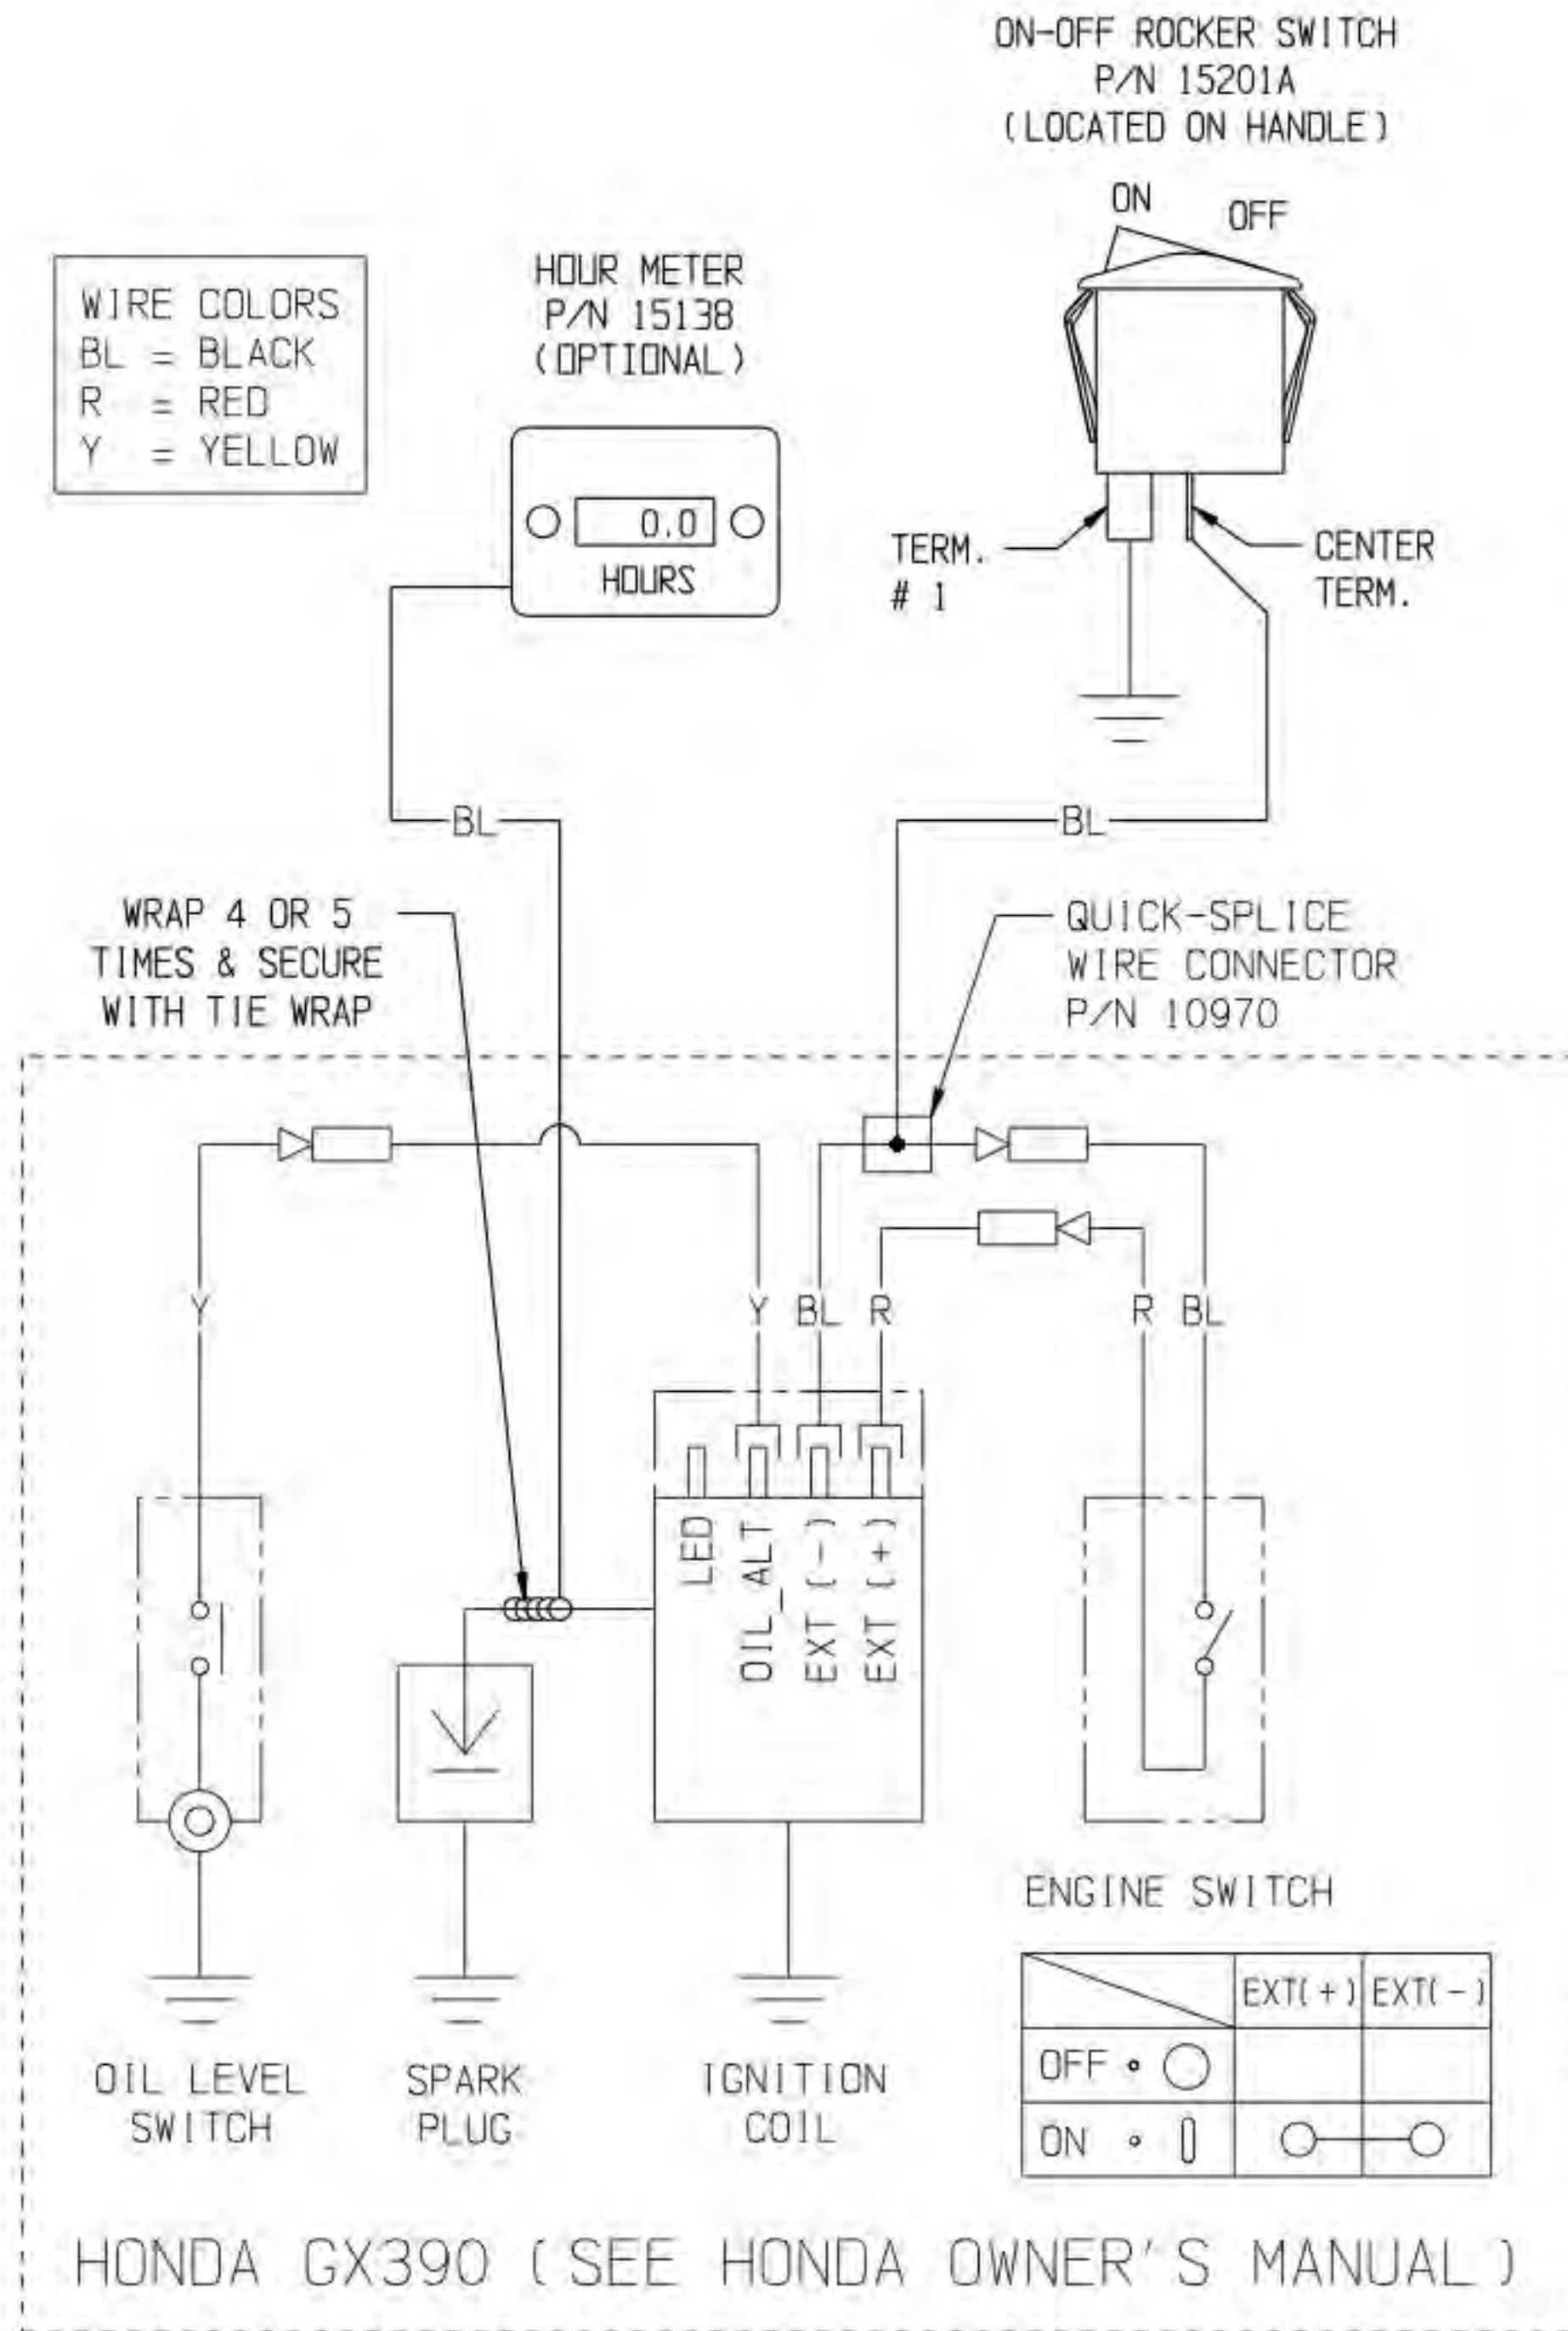 ON-OFF ROCKER SWITCH
P/N 15201A
(LOCATED ON HANDLE)
ON
OFF
WIRE COLORS
BL = BLACK
R = RED
Y = YELLOW
HOUR METER
P/N 15138
(OPTIONAL)
0.0
HOURS
TERM.
# 1
CENTER
TERM.
BL
BL
WRAP 4 OR 5
TIMES & SECURE
WITH TIE WRAP
QUICK-SPLICE
WIRE CONNECTOR
P/N 10970
Y
Y
BL
R
R
BL
LED
OIL_ALT
EXT (-)
EXT (+)
ENGINE SWITCH
EXT(+) EXT(-)
OFF
ON
OIL LEVEL
SWITCH
SPARK
PLUG
IGNITION
COIL
HONDA GX390 (SEE HONDA OWNER'S MANUAL)